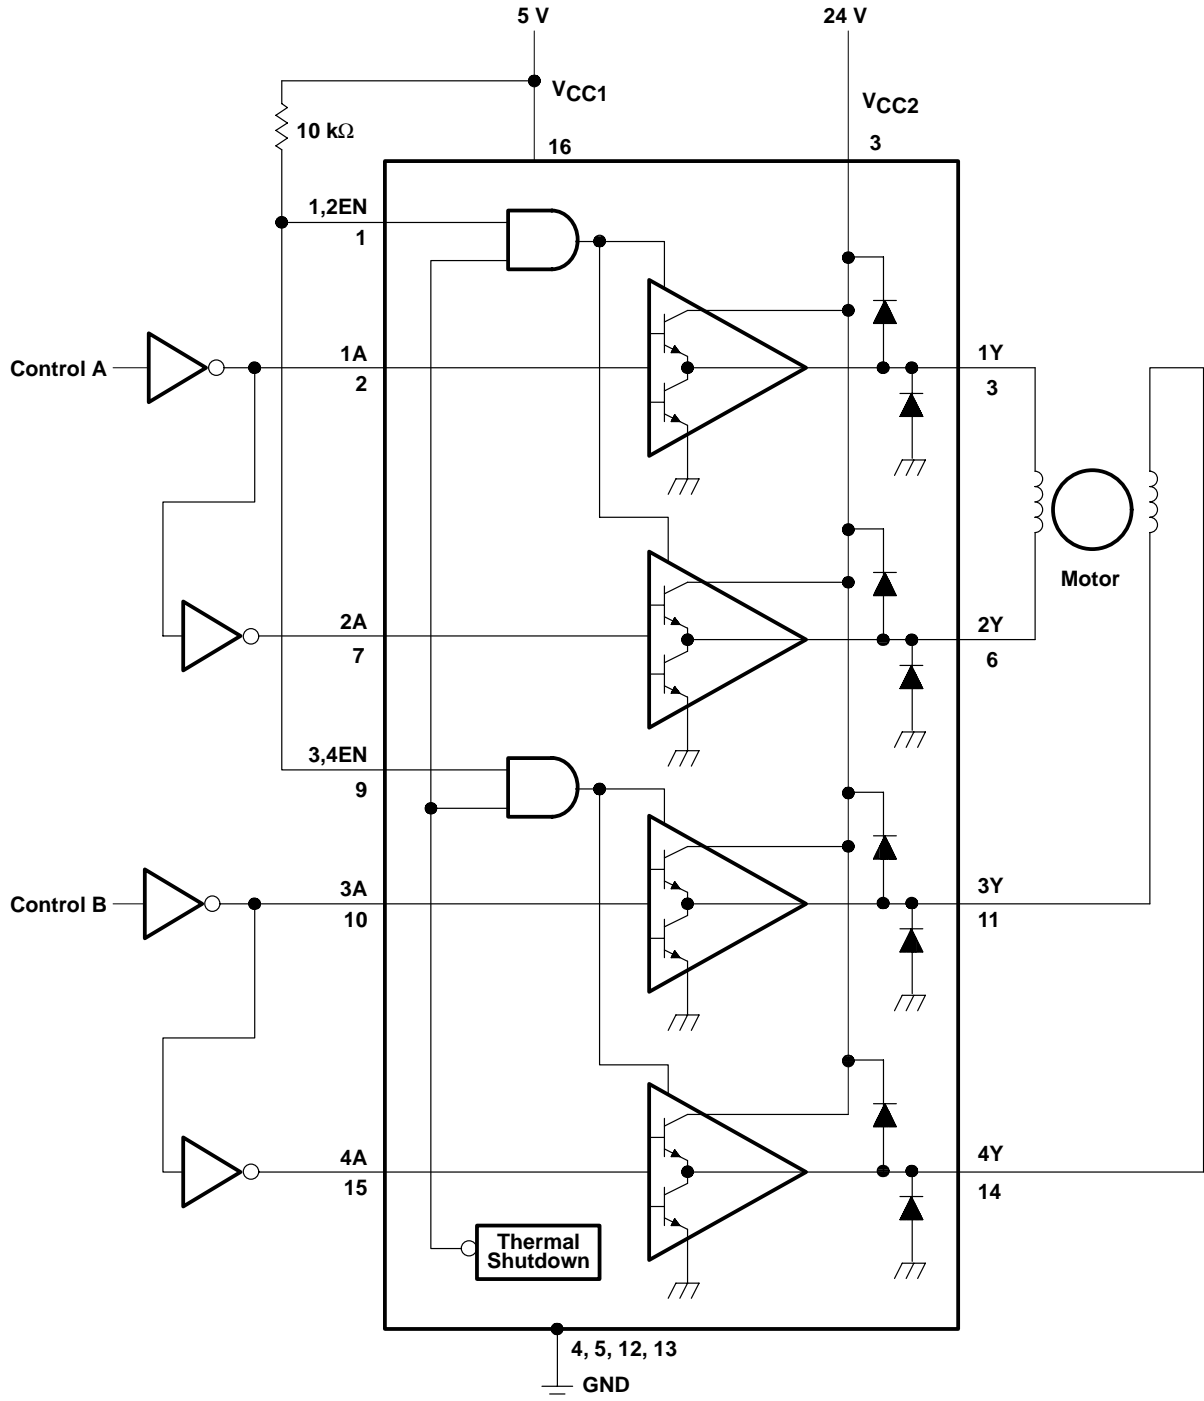 5 V
24 V
VCC1
VCC2
10 kΩ
16
3
1,2EN
1
Control A
1A
2
1Y
3
Motor
2A
7
2Y
6
3,4EN
9
Control B
3A
10
3Y
11
4A
15
4Y
14
Thermal
Shutdown
4, 5, 12, 13
GND